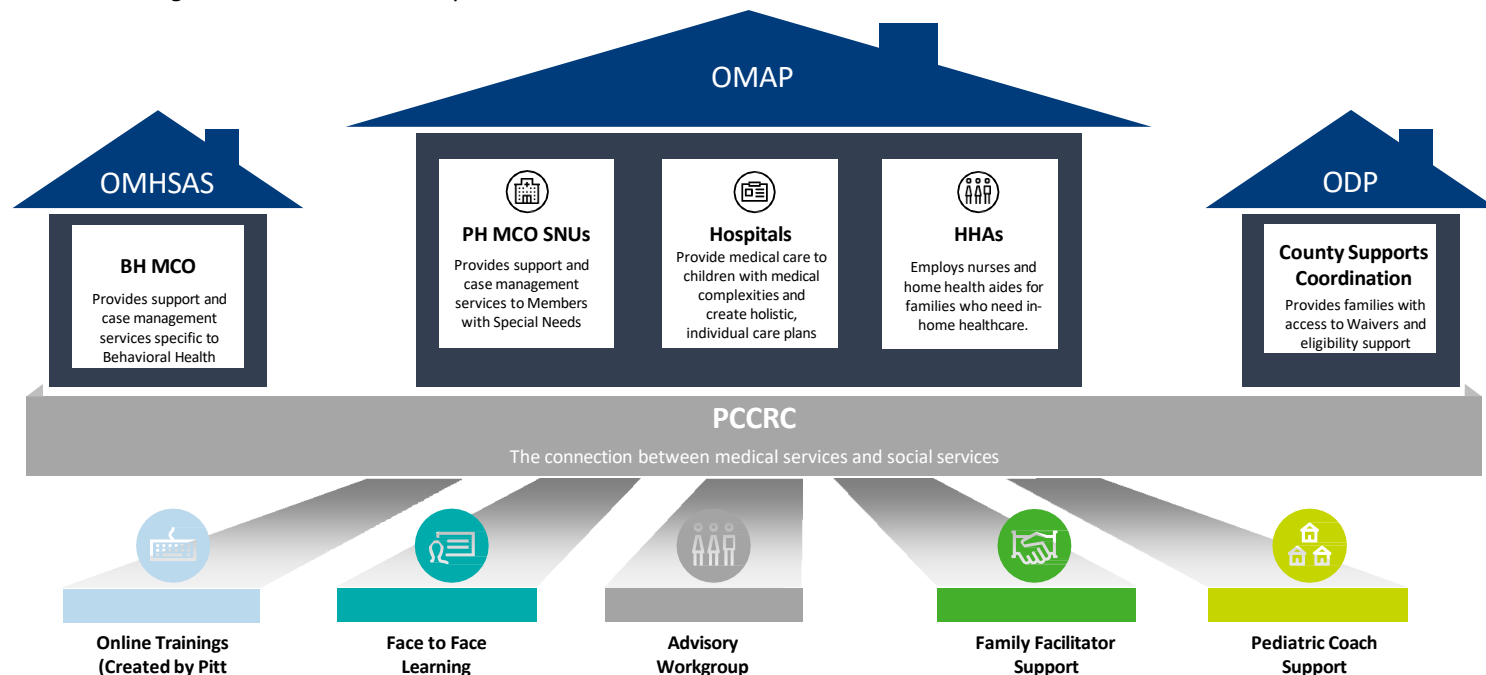 OMAP
OMHSAS
ODP
BH MCO
Provides support and
case management
services specific to
Behavioral Health
PH MCO SNUs
Provides support and
case management
services to Members
with Special Needs
Hospitals
Provide medical care to
children with medical
complexities and
create holistic,
individual care plans
HHAs
Employs nurses and
home health aides for
families who need in-
home healthcare.
County Supports
Coordination
Provides families with
access to Waivers and
eligibility support
PCCRC
The connection between medical services and social services
Online Trainings
(Created by Pitt
Face to Face
Learning
Advisory
Workgroup
Family Facilitator
Support
Pediatric Coach
Support